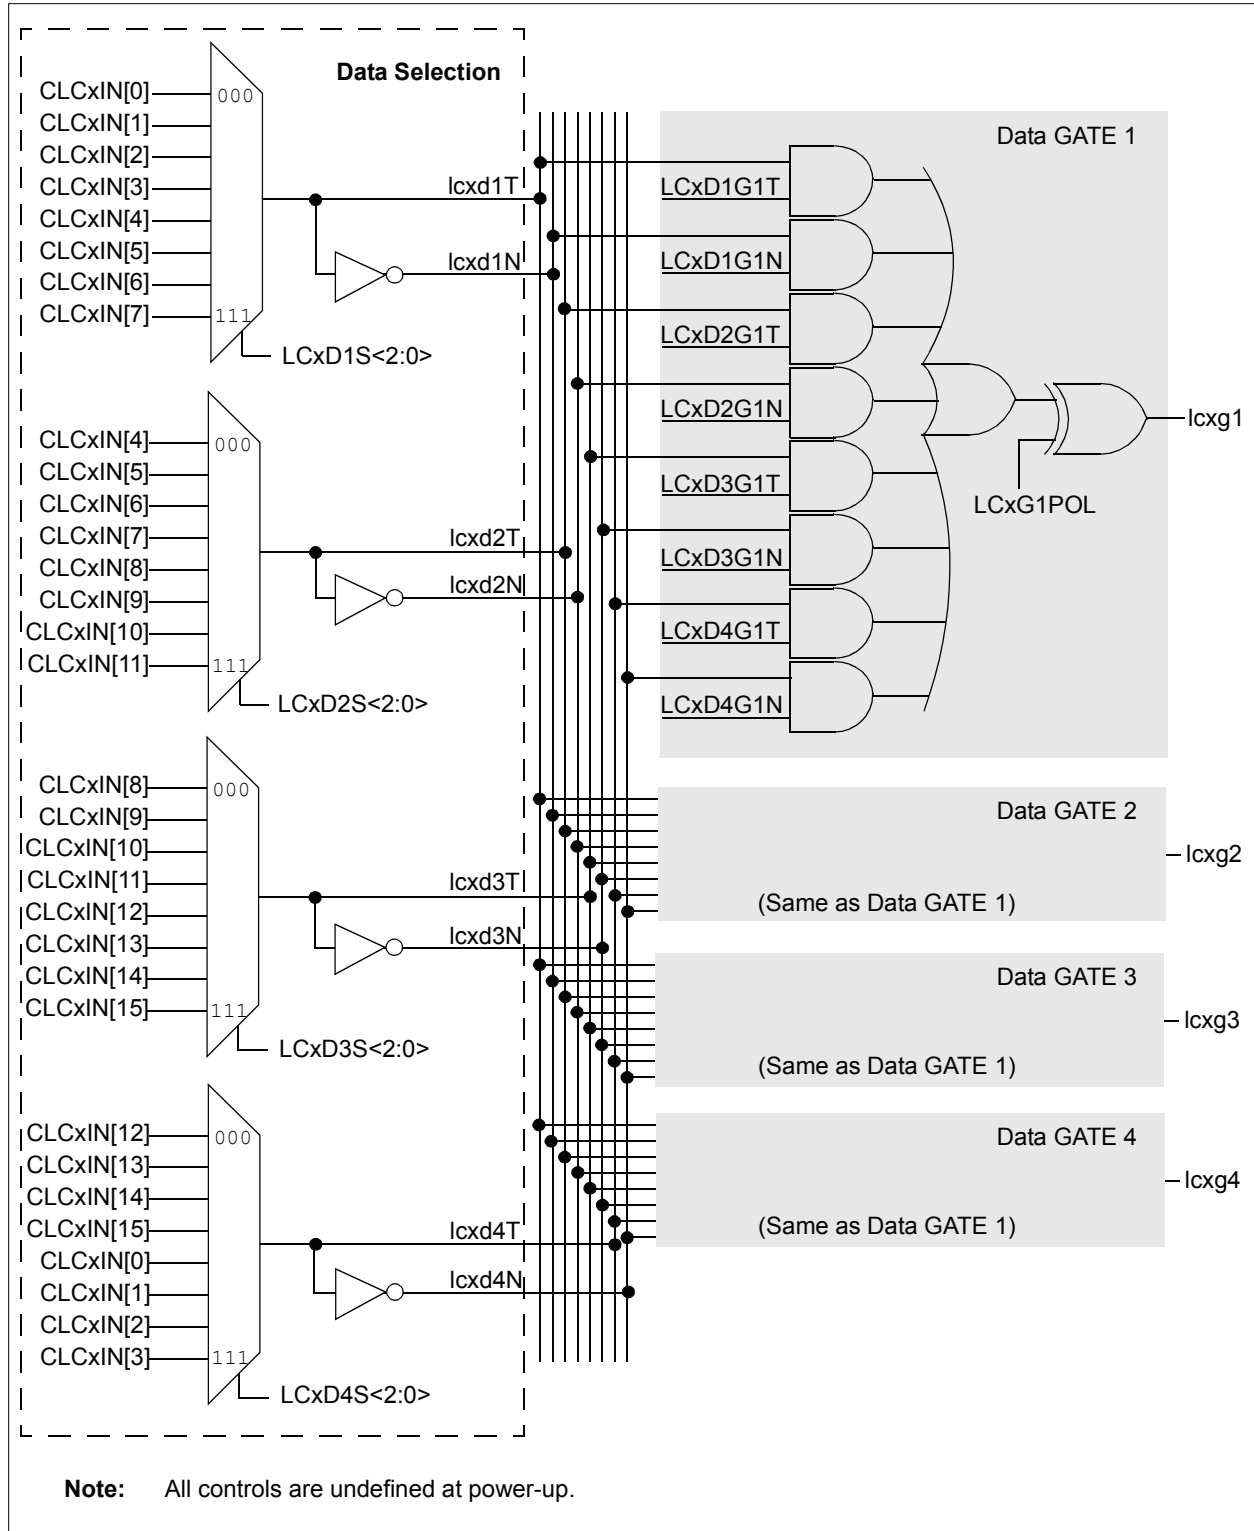 Data Selection
CLCxIN[0]
CLCxIN[1]
CLCxIN[2]
CLCxIN[3]
CLCxIN[4]
CLCxIN[5]
CLCxIN[6]
CLCxIN[7]
000
111
LCxD1S<2:0>
lcxd1T
lcxd1N
CLCxIN[4]
CLCxIN[5]
CLCxIN[6]
CLCxIN[7]
CLCxIN[8]
CLCxIN[9]
CLCxIN[10]
CLCxIN[11]
000
111
LCxD2S<2:0>
lcxd2T
lcxd2N
CLCxIN[8]
CLCxIN[9]
CLCxIN[10]
CLCxIN[11]
CLCxIN[12]
CLCxIN[13]
CLCxIN[14]
CLCxIN[15]
000
111
LCxD3S<2:0>
lcxd3T
lcxd3N
CLCxIN[12]
CLCxIN[13]
CLCxIN[14]
CLCxIN[15]
CLCxIN[0]
CLCxIN[1]
CLCxIN[2]
CLCxIN[3]
000
111
LCxD4S<2:0>
lcxd4T
lcxd4N
Data GATE 1
LCxD1G1T
LCxD1G1N
LCxD2G1T
LCxD2G1N
LCxD3G1T
LCxD3G1N
LCxD4G1T
LCxD4G1N
LCxG1POL
lcxg1
Data GATE 2
(Same as Data GATE 1)
lcxg2
Data GATE 3
(Same as Data GATE 1)
lcxg3
Data GATE 4
(Same as Data GATE 1)
lcxg4
Note: All controls are undefined at power-up.